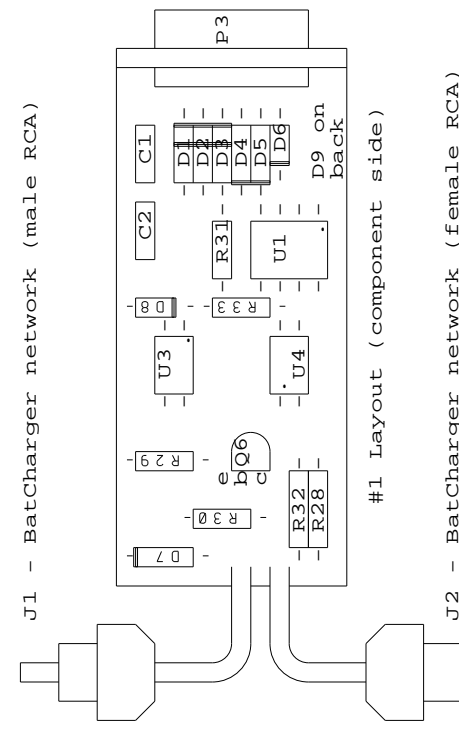 P3
J1 - BatCharger network (male RCA)
C1
D1
D2
D3
D4
D5
D6
D9 on
back
C2
R31
U1
D8
R33
U3
U4
#1 Layout (component side)
J2 - BatCharger network (female RCA)
R29
e
bQ6
c
R30
R32
R28
D7